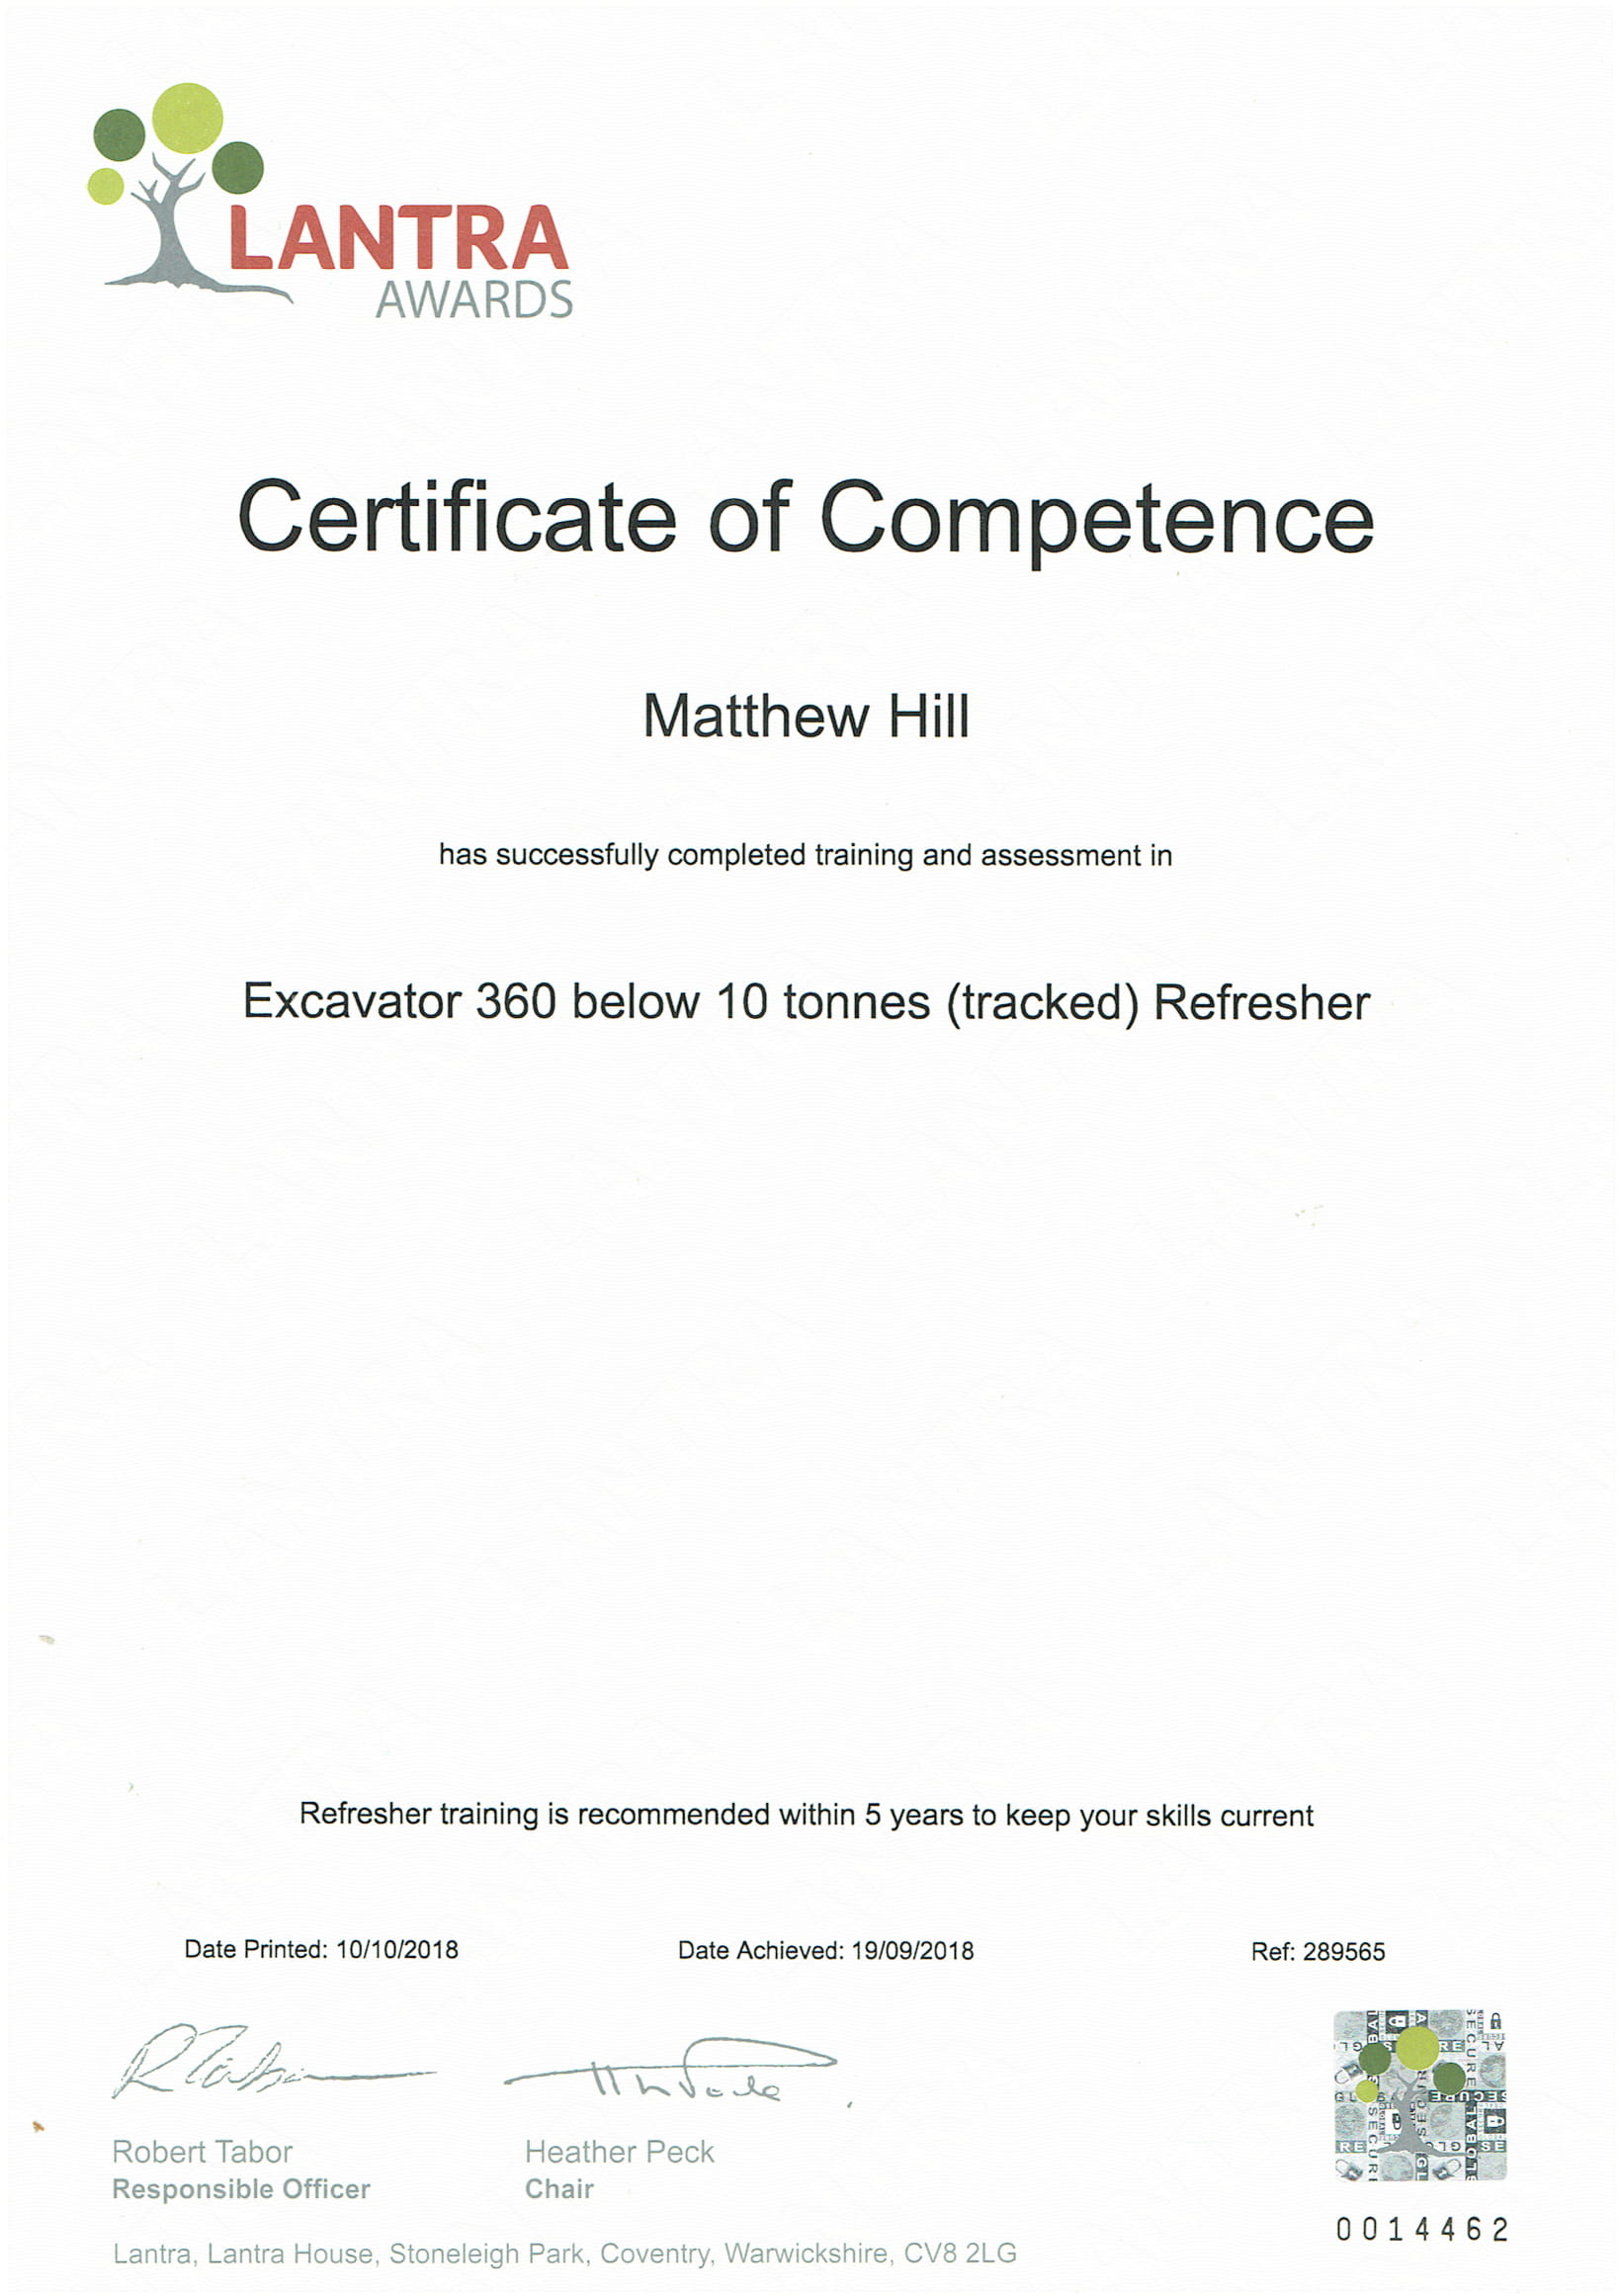 LANTRA
AWARDS
Certificate of Competence
Matthew Hill
has successfully completed training and assessment in
Excavator 360 below 10 tonnes (tracked) Refresher
Refresher training is recommended within 5 years to keep your skills current
Date Printed: 10/10/2018 Date Achieved: 19/09/2018 Ref: 289565
Robert Tabor Heather Peck
Responsible Officer Chair
0014462
Lantra, Lantra House, Stoneleigh Park, Coventry, Warwickshire, CV8 2LG